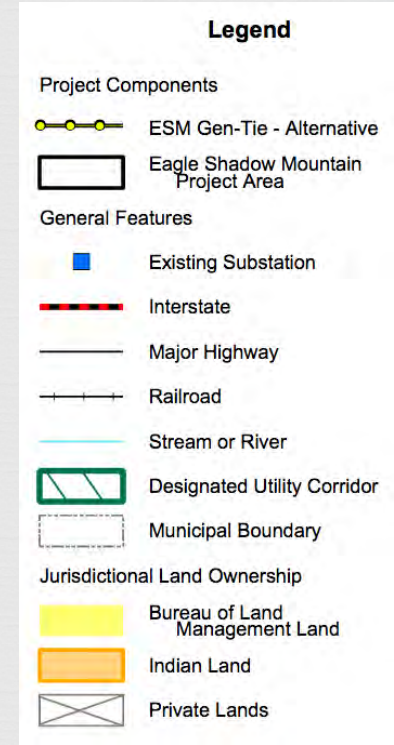 Legend
Project Components
ESM Gen-Tie - Alternative
Eagle Shadow Mountain
Project Area
General Features
Existing Substation
Interstate
Major Highway
Railroad
Stream or River
Designated Utility Corridor
Municipal Boundary
Jurisdictional Land Ownership
Bureau of Land
Management Land
Indian Land
Private Lands